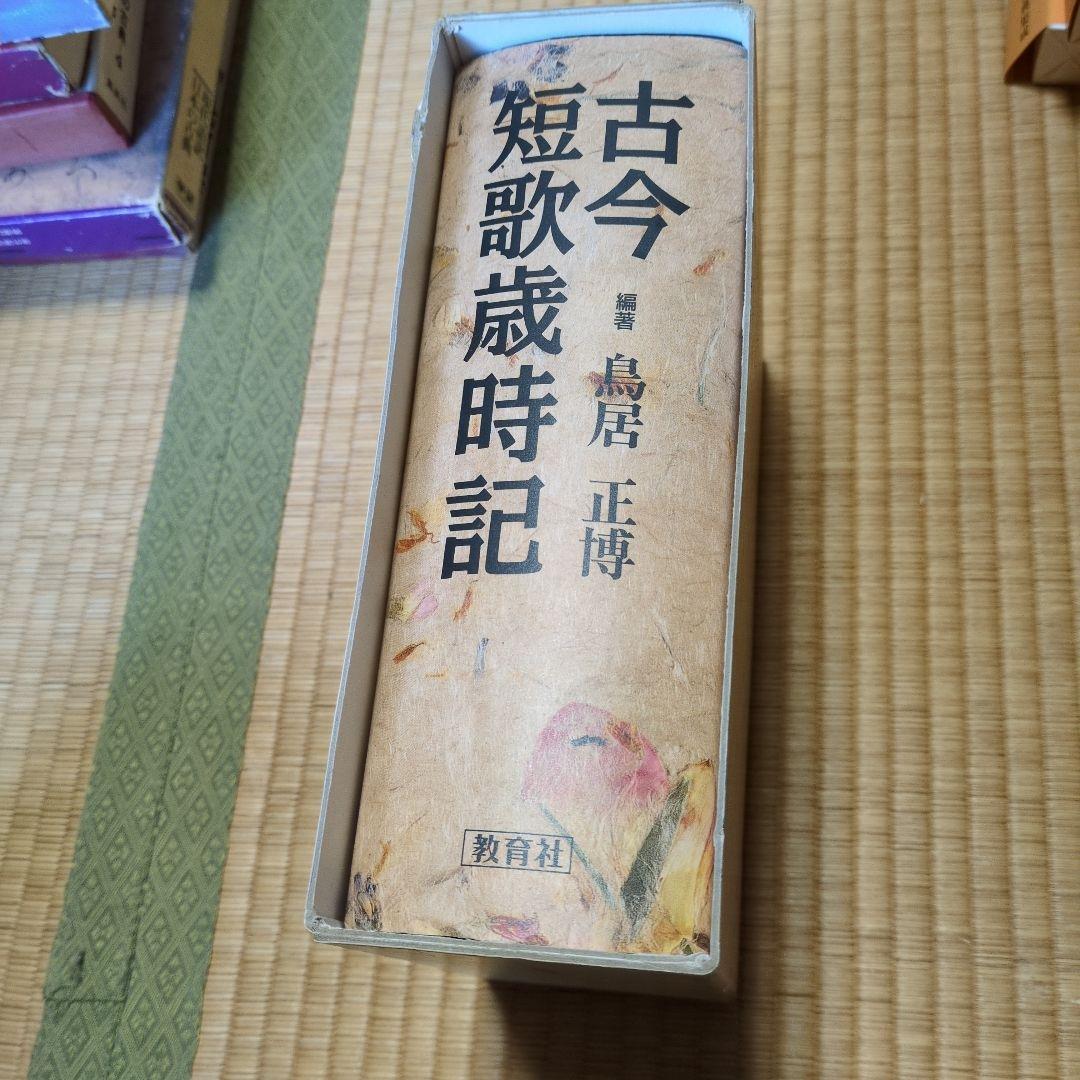 古今
短歌歳時記
編著 鳥居 正博
教育社